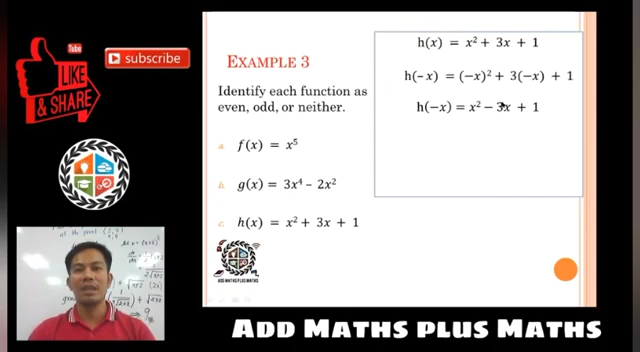 You Tube
LIKE
& SHARE
subscribe
EXAMPLE 3
Identify each function as
even, odd, or neither.
a. f(x) = x⁵
b. g(x) = 3x⁴ − 2x²
c. h(x) = x² + 3x + 1
h(x) = x² + 3x + 1
h(−x) = (−x)² + 3(−x) + 1
h(−x) = x² − 3x + 1
ADD MATHS PLUS MATHS
ADD MATHS PLUS MATHS